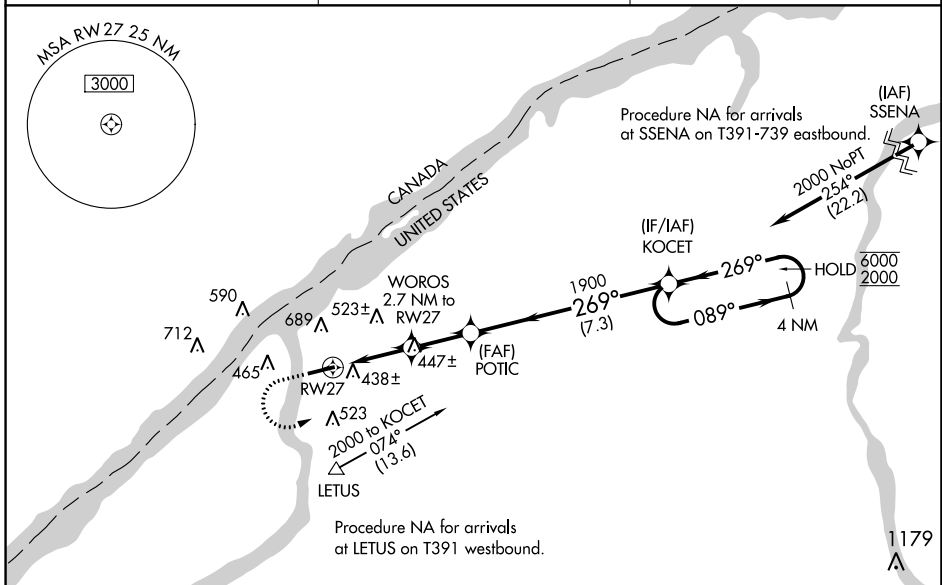 MSA RW27 25 NM
3000
Procedure NA for arrivals
at SSENA on T391-739 eastbound.
(IAF)
SSENA
2000 NoPT
254°
(22.2)
CANADA
UNITED STATES
(IF/IAF)
KOCET
269°
HOLD
6000
2000
089°
4 NM
1900
269°
(7.3)
WOROS
2.7 NM to
RW27
590
689
523±
712
465
RW27
438±
447±
(FAF)
POTIC
523
2000 to KOCET
074°
(13.6)
LETUS
Procedure NA for arrivals
at LETUS on T391 westbound.
1179